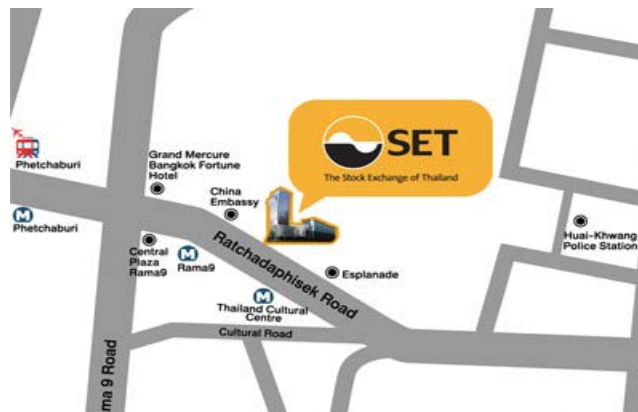 SET
The Stock Exchange of Thailand
Phetchaburi
Grand Mercure
Bangkok Fortune
Hotel
China
Embassy
M
Phetchaburi
Central
Plaza
Rama9
M
Rama9
Ratchadaphisek Road
Esplanade
Huai-Khwang
Police Station
M
Thailand Cultural
Centre
Cultural Road
ma 9 Road